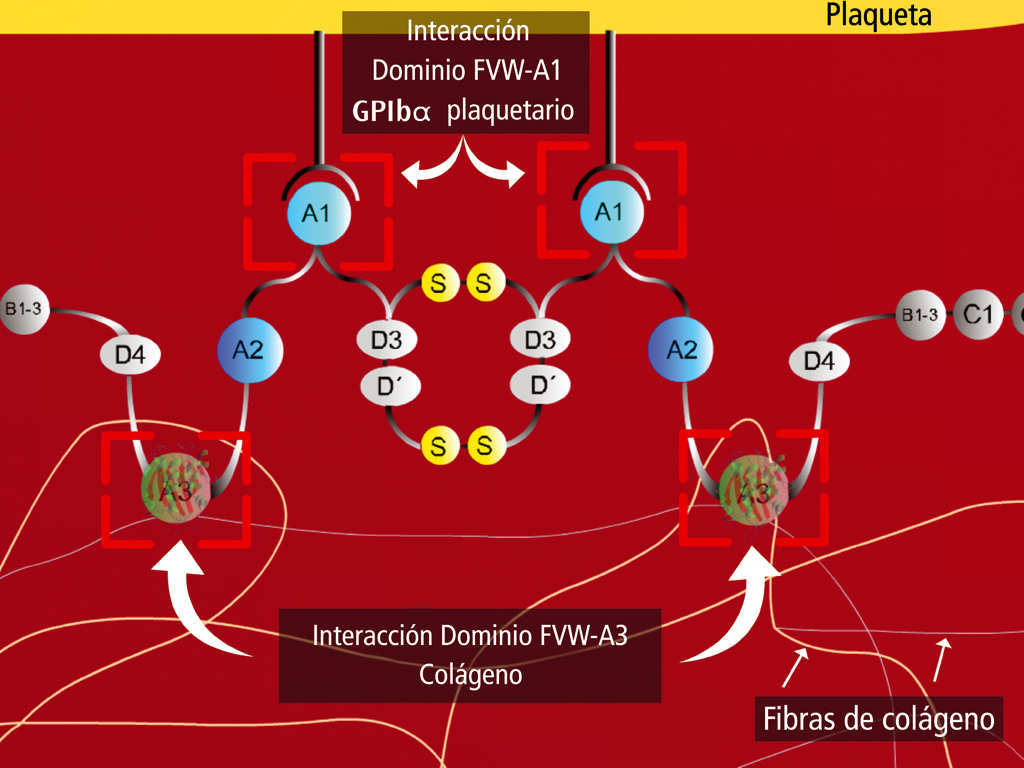 Plaqueta
Interacción
Dominio FVW-A1
GPIbα plaquetario
A1
A1
S S
B1-3
B1-3
C1
D4
A2
D3
D3
A2
D4
D´
D´
S S
A3
A3
Interacción Dominio FVW-A3
Colágeno
Fibras de colágeno